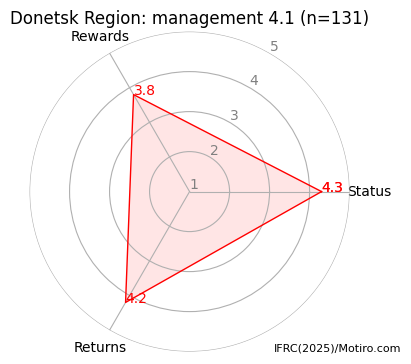 Donetsk Region: management 4.1 (n=131)
Rewards
5
4
3.8
3
2
1
4.3
Status
4.2
Returns
IFRC(2025)/Motiro.com